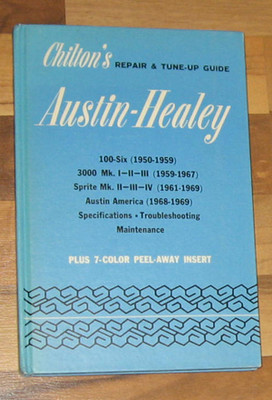 Chilton's REPAIR & TUNE-UP GUIDE
Austin-Healey
100-Six (1950-1959)
3000 Mk. I-II-III (1959-1967)
Sprite Mk. II-III-IV (1961-1969)
Austin America (1968-1969)
Specifications • Troubleshooting
Maintenance
PLUS 7-COLOR PEEL-AWAY INSERT